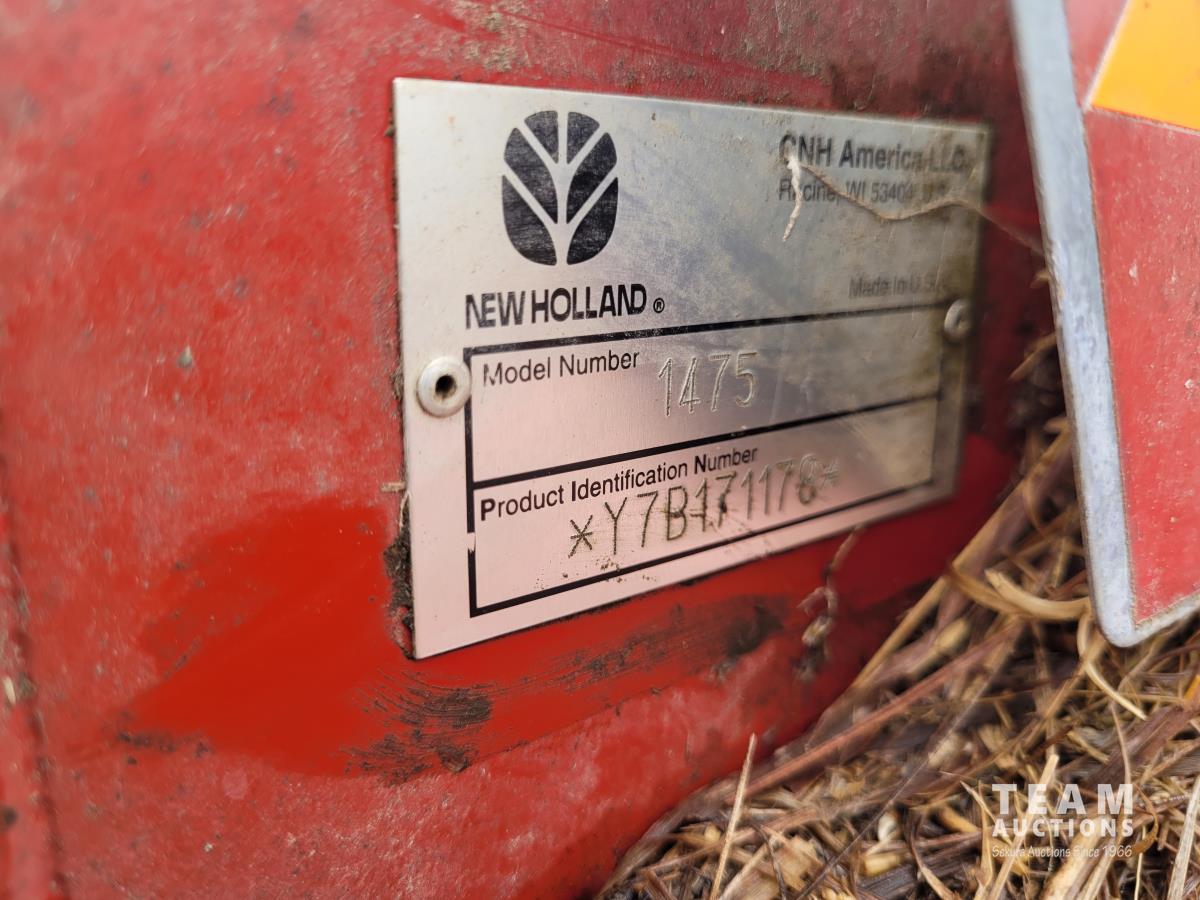 CNH America LLC.
Racine, WI 53404 U.S.
NEW HOLLAND ®
Made In U.S.A.
Model Number 1475
Product Identification Number
TEAM
AUCTIONS
Sekura Auctions Since 1966